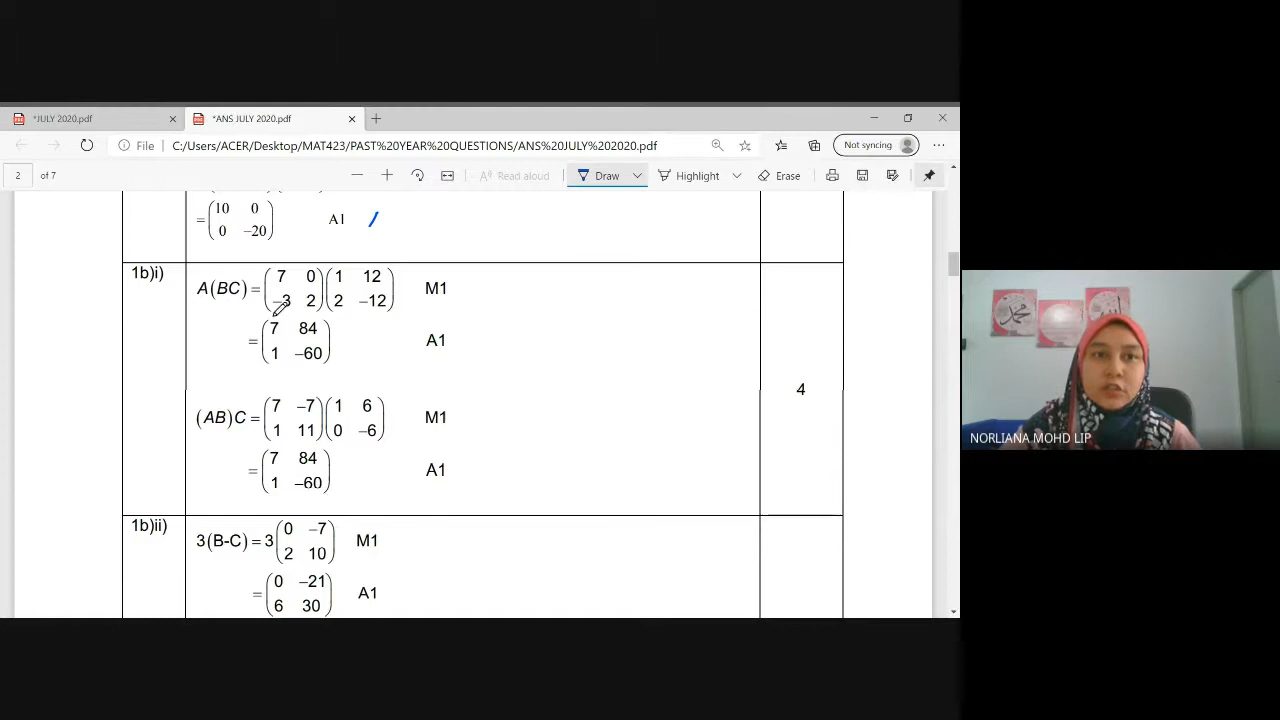 *JULY 2020.pdf
*ANS JULY 2020.pdf
File C:/Users/ACER/Desktop/MAT423/PAST%20YEAR%20QUESTIONS/ANS%20JULY%202020.pdf Not syncing
2 of 7 Read aloud Draw Highlight Erase
= (10 0
0 −20) A1
1b)i)
A(BC) = (7 0
−3 2)(1 12
2 −12) M1
= (7 84
1 −60) A1
4
(AB)C = (7 −7
1 11)(1 6
0 −6) M1
= (7 84
1 −60) A1
1b)ii)
3(B-C) = 3(0 −7
2 10) M1
= (0 −21
6 30) A1
محمد
الله
NORLIANA MOHD LIP